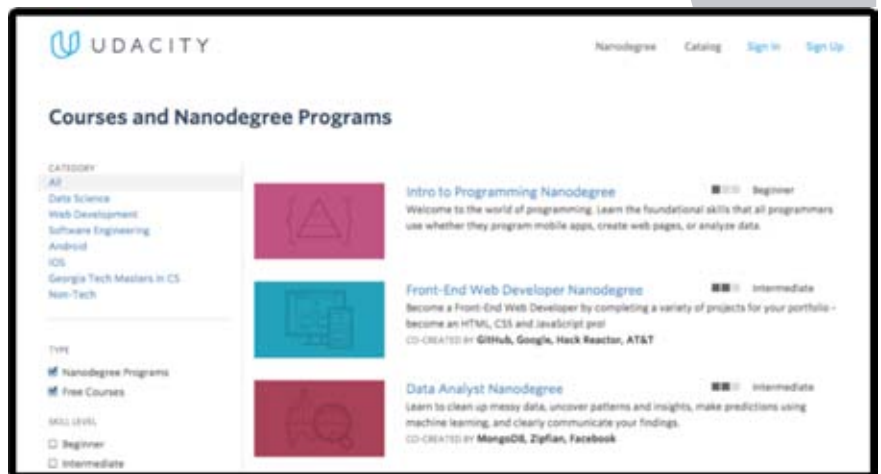 UDACITY
Nanodegree Catalog Sign In Sign Up
Courses and Nanodegree Programs
CATEGORY
All
Data Science
Web Development
Software Engineering
Android
iOS
Georgia Tech Masters in CS
Non-Tech
TYPE
Nanodegree Programs
Free Courses
SKILL LEVEL
Beginner
Intermediate
Intro to Programming Nanodegree Beginner
Welcome to the world of programming. Learn the foundational skills that all programmers
use whether they program mobile apps, create web pages, or analyze data.
Front-End Web Developer Nanodegree Intermediate
Become a Front-End Web Developer by completing a variety of projects for your portfolio -
become an HTML, CSS and JavaScript pro!
CO-CREATED BY GitHub, Google, Hack Reactor, AT&T
Data Analyst Nanodegree Intermediate
Learn to clean up messy data, uncover patterns and insights, make predictions using
machine learning, and clearly communicate your findings.
CO-CREATED BY MongoDB, Zipfian, Facebook